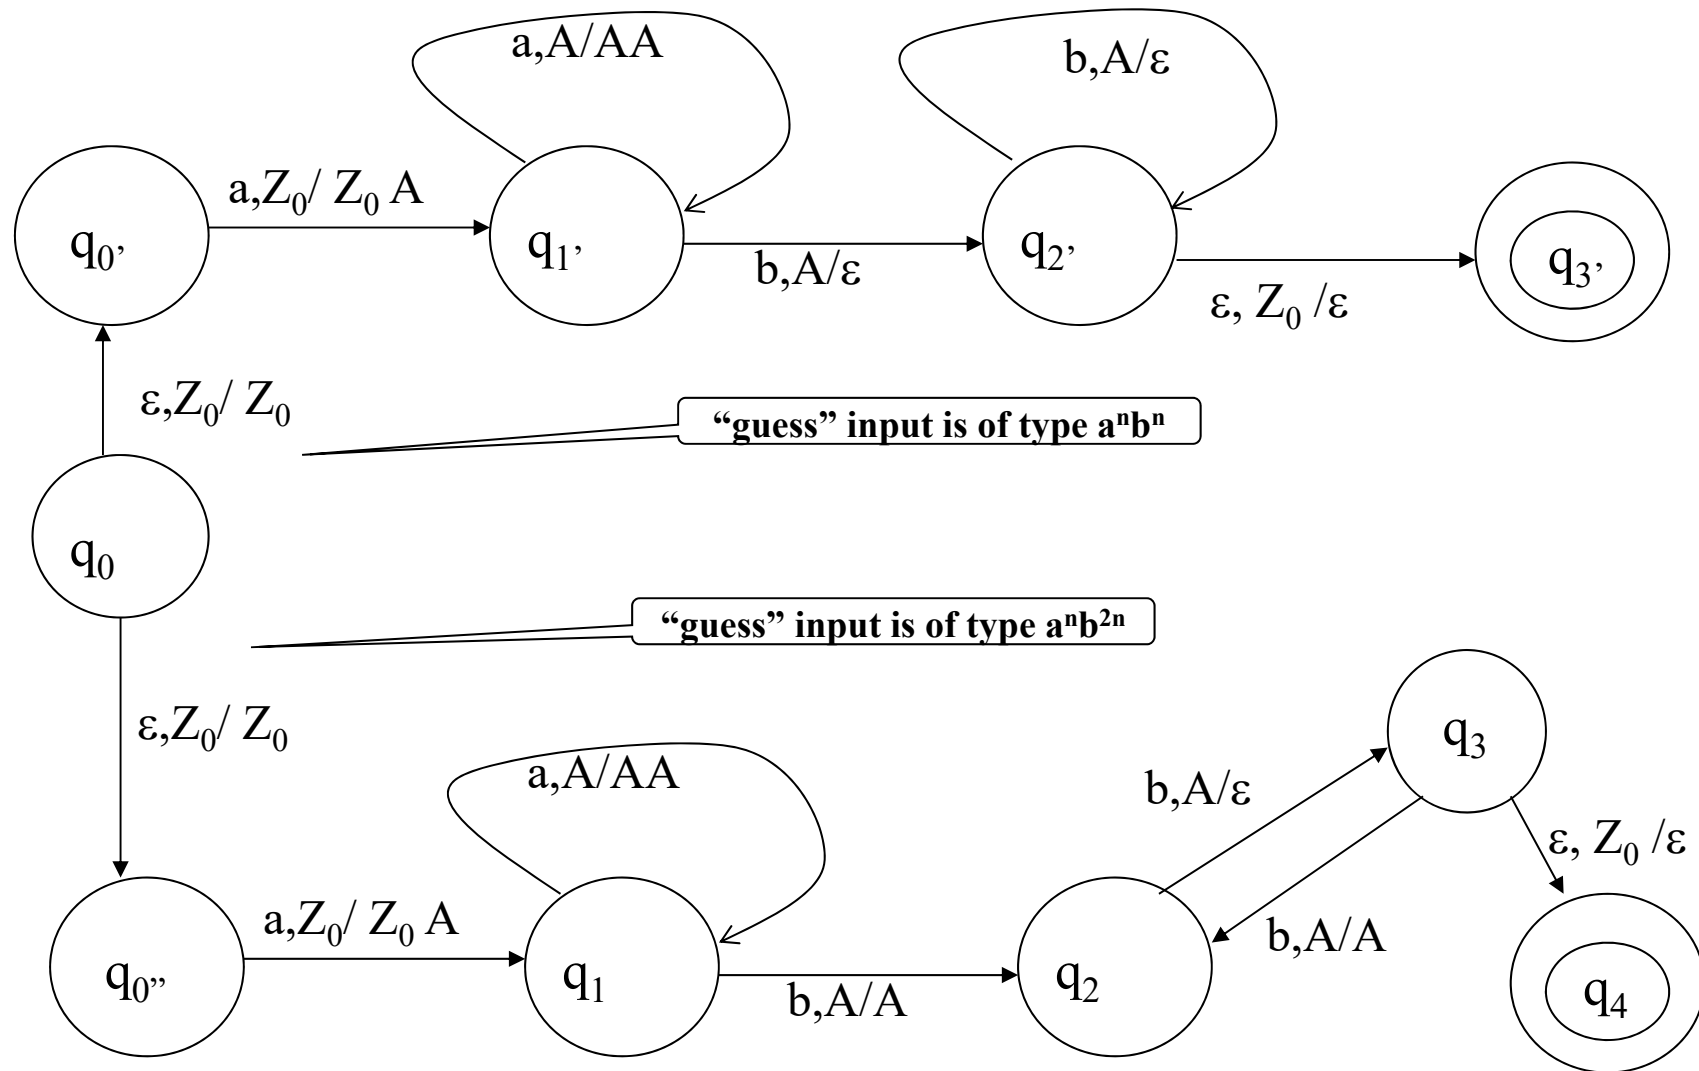 a,A/AA
b,A/ε
a,Z₀/ Z₀ A
q₀’
q₁’
q₂’
q₃’
b,A/ε
ε, Z₀ /ε
ε,Z₀/ Z₀
“guess” input is of type aⁿbⁿ
q₀
“guess” input is of type aⁿb²ⁿ
ε,Z₀/ Z₀
q₃
a,A/AA
b,A/ε
ε, Z₀ /ε
a,Z₀/ Z₀ A
b,A/A
q₀”
q₁
q₂
q₄
b,A/A